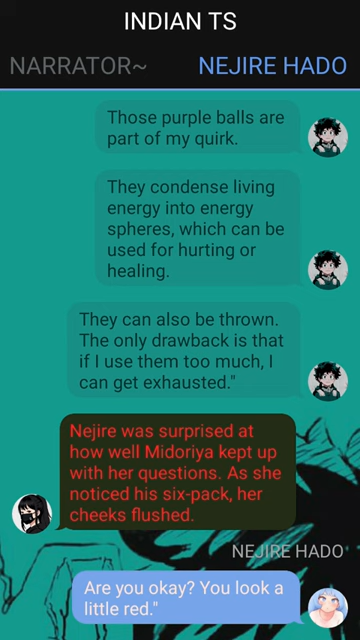 INDIAN TS
NARRATOR~ NEJIRE HADO
Those purple balls are
part of my quirk.
They condense living
energy into energy
spheres, which can be
used for hurting or
healing.
They can also be thrown.
The only drawback is that
if I use them too much, I
can get exhausted."
Nejire was surprised at
how well Midoriya kept up
with her questions. As she
noticed his six-pack, her
cheeks flushed.
NEJIRE HADO
Are you okay? You look a
little red."